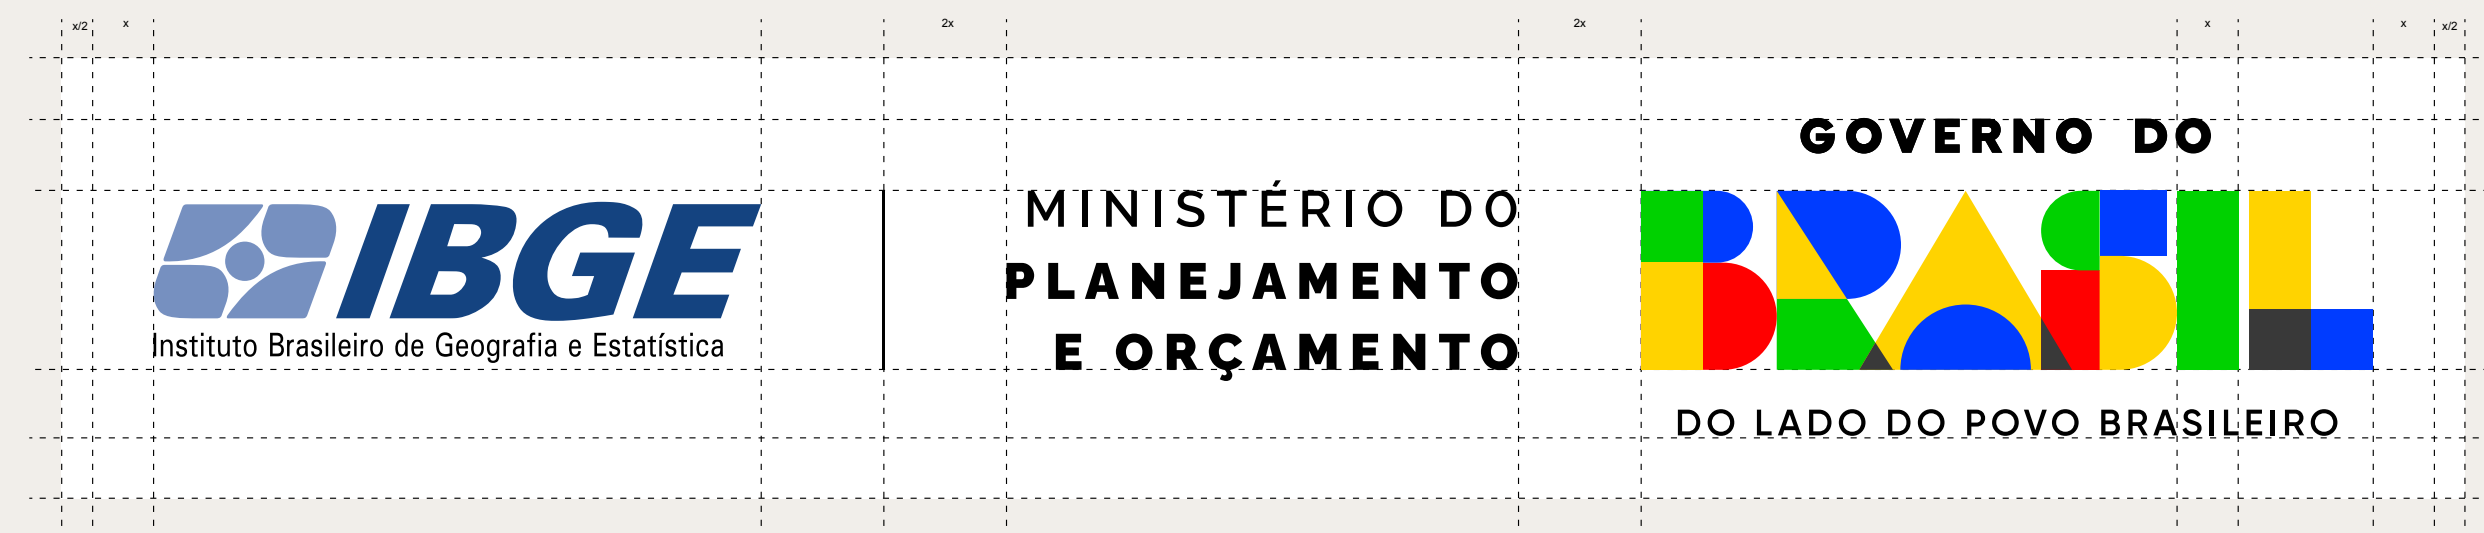 x/2 x 2x 2x x x x/2
GOVERNO DO
IBGE
MINISTÉRIO DO
PLANEJAMENTO
E ORÇAMENTO
BRASIL
Instituto Brasileiro de Geografia e Estatística
DO LADO DO POVO BRASILEIRO